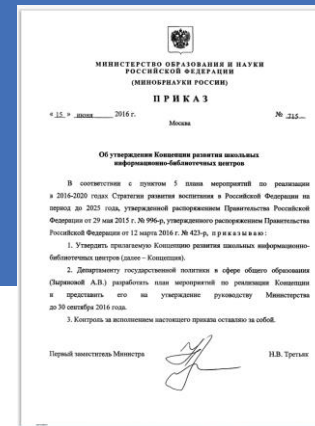 МИНИСТЕРСТВО ОБРАЗОВАНИЯ И НАУКИ
РОССИЙСКОЙ ФЕДЕРАЦИИ
(МИНОБРНАУКИ РОССИИ)
ПРИКАЗ
« 15 » июня 2016 г. № 715
Москва
Об утверждении Концепции развития школьных
информационно-библиотечных центров
В соответствии с пунктом 5 плана мероприятий по реализации
в 2016-2020 годах Стратегии развития воспитания в Российской Федерации на
период до 2025 года, утвержденной распоряжением Правительства Российской
Федерации от 29 мая 2015 г. № 996-р, утвержденного распоряжением Правительства
Российской Федерации от 12 марта 2016 г. № 423-р, п р и к а з ы в а ю :
1. Утвердить прилагаемую Концепцию развития школьных информационно-
библиотечных центров (далее – Концепция).
2. Департаменту государственной политики в сфере общего образования
(Зыряновой А.В.) разработать план мероприятий по реализации Концепции
и представить его на утверждение руководству Министерства
до 30 сентября 2016 года.
3. Контроль за исполнением настоящего приказа оставляю за собой.
Первый заместитель Министра Н.В. Третьяк